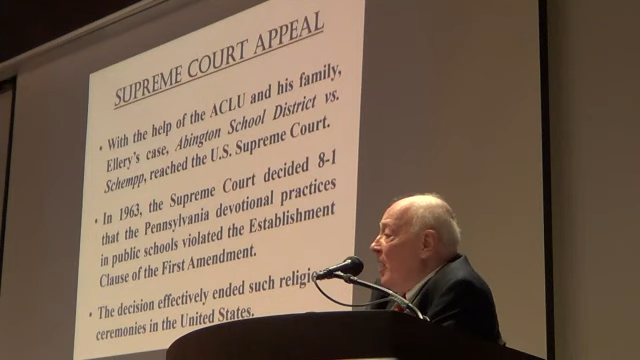 SUPREME COURT APPEAL
• With the help of the ACLU and his family,
Ellery's case, Abington School District vs.
Schempp, reached the U.S. Supreme Court.
• In 1963, the Supreme Court decided 8-1
that the Pennsylvania devotional practices
in public schools violated the Establishment
Clause of the First Amendment.
• The decision effectively ended such religio
ceremonies in the United States.